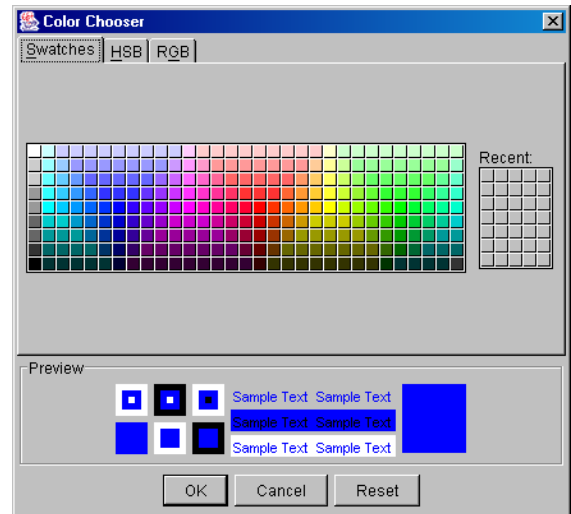 Color Chooser
Swatches HSB RGB
Recent:
Preview
Sample Text Sample Text
Sample Text Sample Text
Sample Text Sample Text
OK Cancel Reset